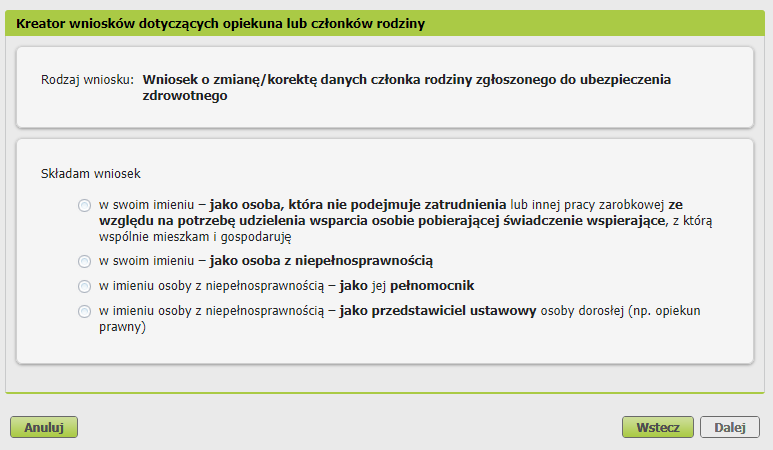 Kreator wniosków dotyczących opiekuna lub członków rodziny
Rodzaj wniosku: Wniosek o zmianę/korektę danych członka rodziny zgłoszonego do ubezpieczenia
zdrowotnego
Składam wniosek
w swoim imieniu – jako osoba, która nie podejmuje zatrudnienia lub innej pracy zarobkowej ze
względu na potrzebę udzielenia wsparcia osobie pobierającej świadczenie wspierające, z którą
wspólnie mieszkam i gospodaruję
w swoim imieniu – jako osoba z niepełnosprawnością
w imieniu osoby z niepełnosprawnością – jako jej pełnomocnik
w imieniu osoby z niepełnosprawnością – jako przedstawiciel ustawowy osoby dorosłej (np. opiekun
prawny)
Anuluj Wstecz Dalej